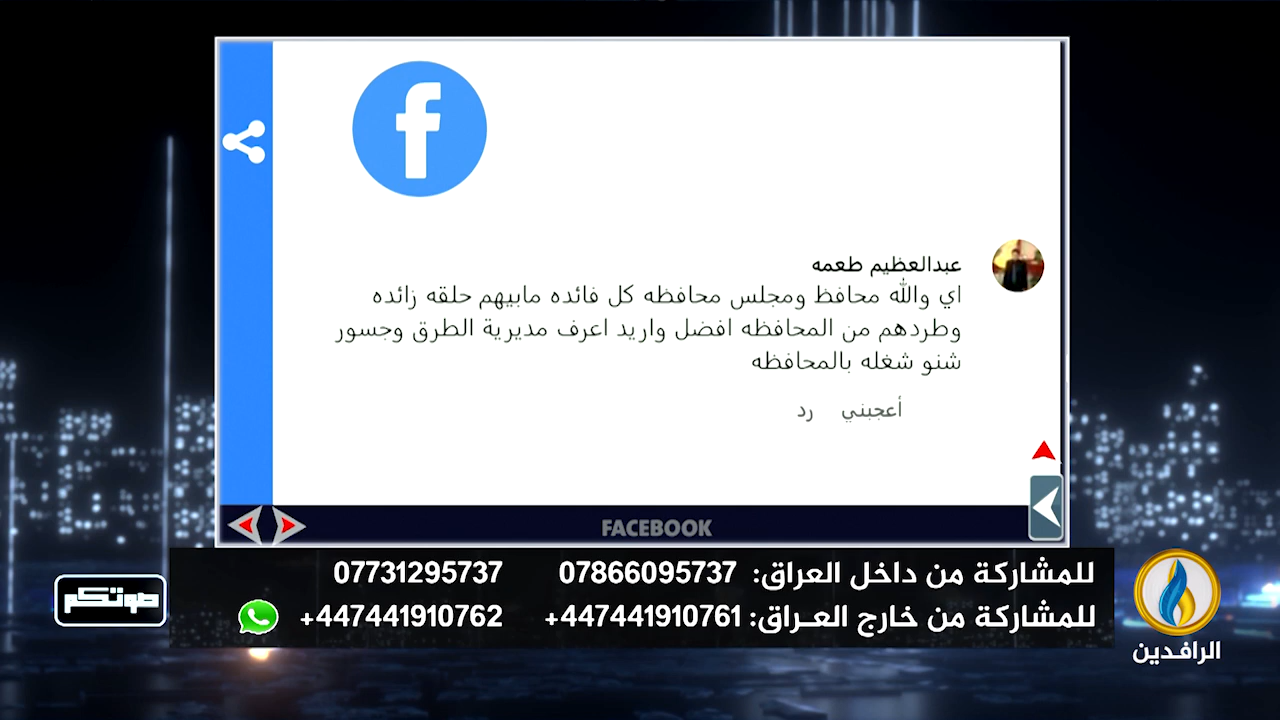 f
عبدالعظيم طعمه
اي والله محافظ ومجلس محافظه كل فائده مابيهم حلقه زائده
وطردهم من المحافظه افضل واريد اعرف مديرية الطرق وجسور
شنو شغله بالمحافظه
أعجبني رد
FACEBOOK
للمشاركة من داخل العراق: 07866095737 07731295737
للمشاركة من خارج العـراق: 447441910761+ 447441910762+
صوتكم
الرافدين